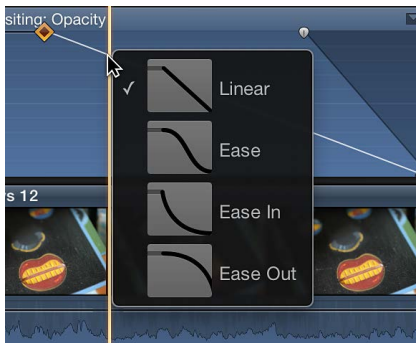 siting: Opacity
Linear
Ease
Ease In
Ease Out
s 12